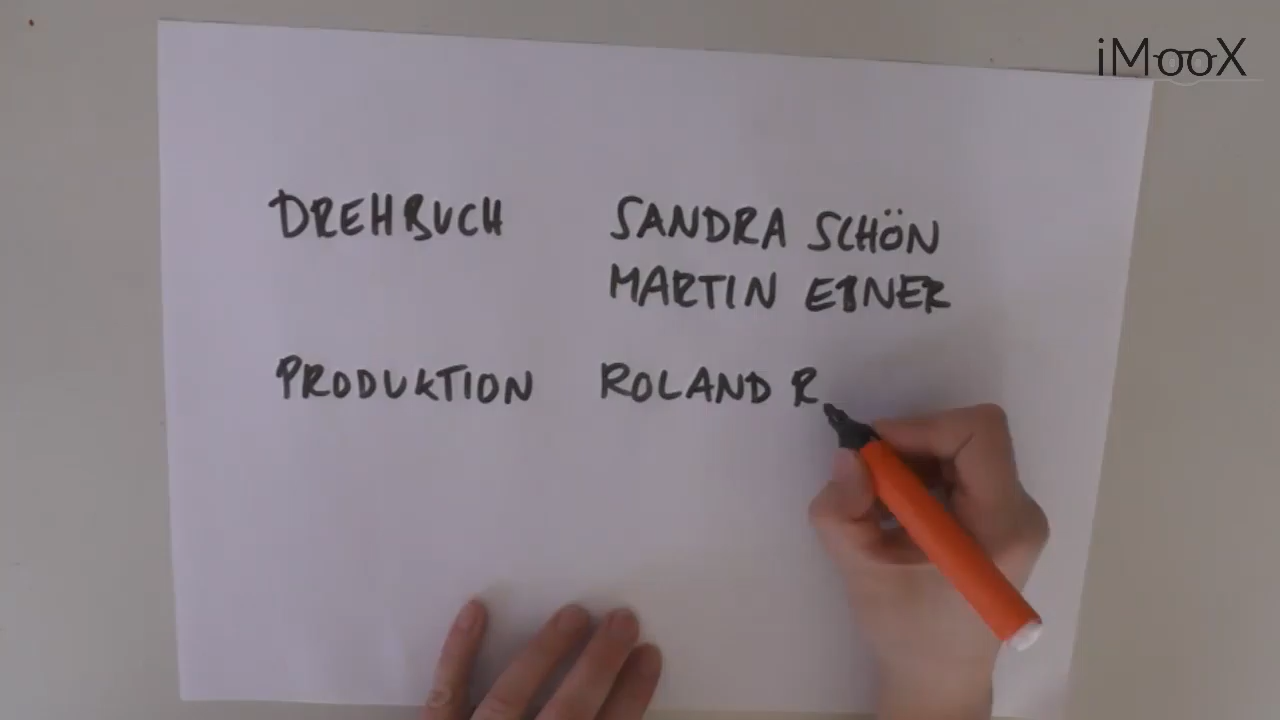 iMooX
DREHBUCH SANDRA SCHÖN
MARTIN EBNER
PRODUKTION ROLAND R